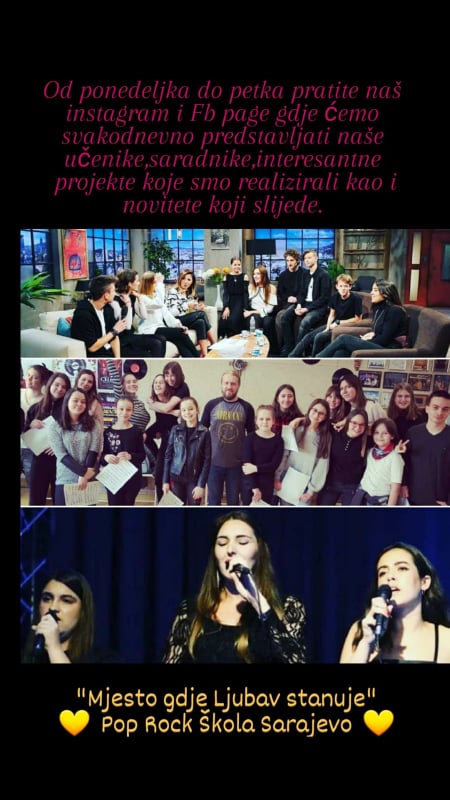 Od ponedeljka do petka pratite naš
instagram i Fb page gdje ćemo
svakodnevno predstavljati naše
učenike,saradnike,interesantne
projekte koje smo realizirali kao i
novitete koji slijede.
NIRVANA
"Mjesto gdje Ljubav stanuje"
💛 Pop Rock Škola Sarajevo 💛